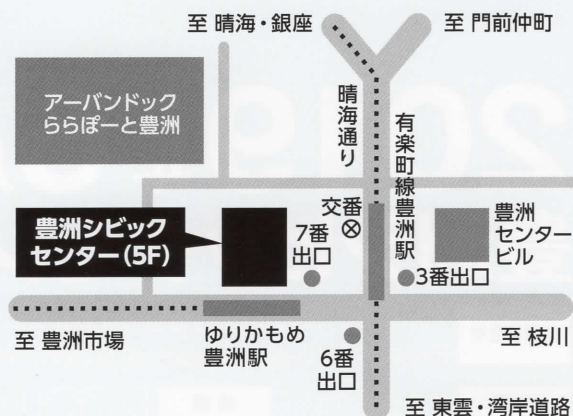 至 晴海・銀座
至 門前仲町
アーバンドック
ららぽーと豊洲
晴海通り
有楽町線豊洲駅
豊洲シビック
センター(5F)
7番
出口
交番
豊洲
センター
ビル
3番出口
至 豊洲市場
ゆりかもめ
豊洲駅
6番
出口
至 枝川
至 東雲・湾岸道路